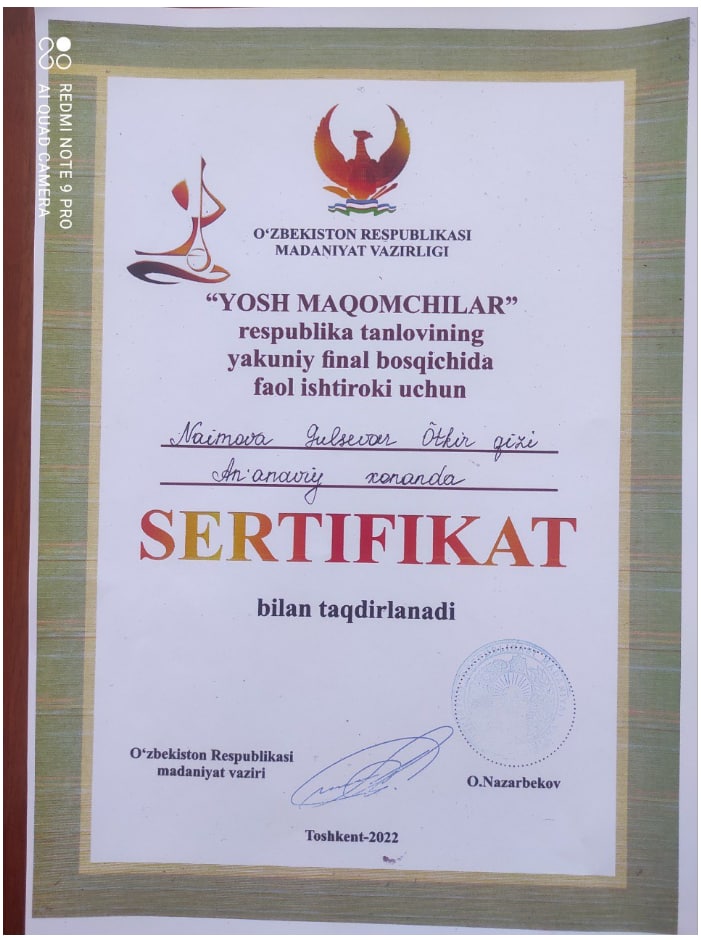 REDMI NOTE 9 PRO
AI QUAD CAMERA
O‘ZBEKISTON RESPUBLIKASI
MADANIYAT VAZIRLIGI
“YOSH MAQOMCHILAR”
respublika tanlovining
yakuniy final bosqichida
faol ishtiroki uchun
Naimova Gulsevar Ôtkir qizi
An'anaviy xonanda
SERTIFIKAT
bilan taqdirlanadi
O‘zbekiston Respublikasi
madaniyat vaziri
O.Nazarbekov
Toshkent-2022